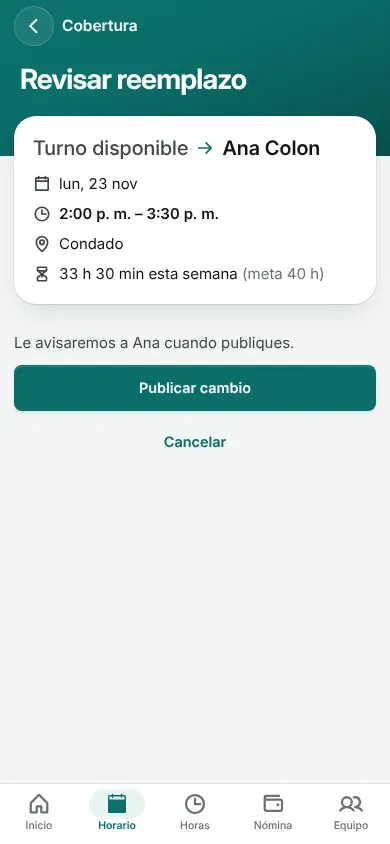 Cobertura
Revisar reemplazo
Turno disponible → Ana Colon
lun, 23 nov
2:00 p. m. – 3:30 p. m.
Condado
33 h 30 min esta semana (meta 40 h)
Le avisaremos a Ana cuando publiques.
Publicar cambio
Cancelar
Inicio
Horario
Horas
Nómina
Equipo